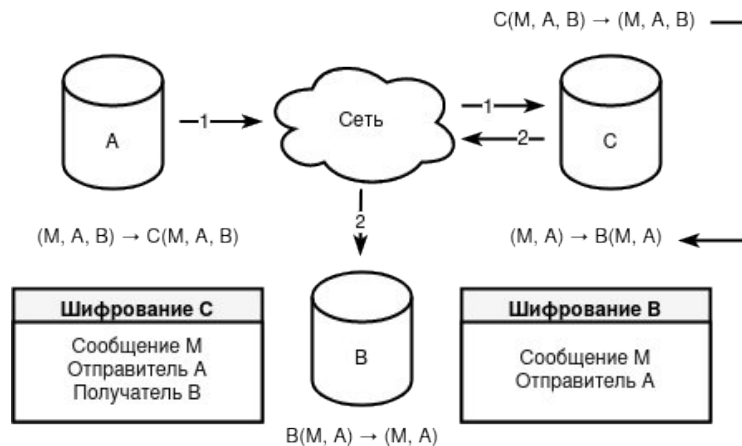 C(M, A, B) → (M, A, B)
A
1
Сеть
1
2
C
2
(M, A, B) → C(M, A, B)
(M, A) → B(M, A)
Шифрование C
Сообщение M
Отправитель A
Получатель B
B
Шифрование B
Сообщение M
Отправитель A
B(M, A) → (M, A)